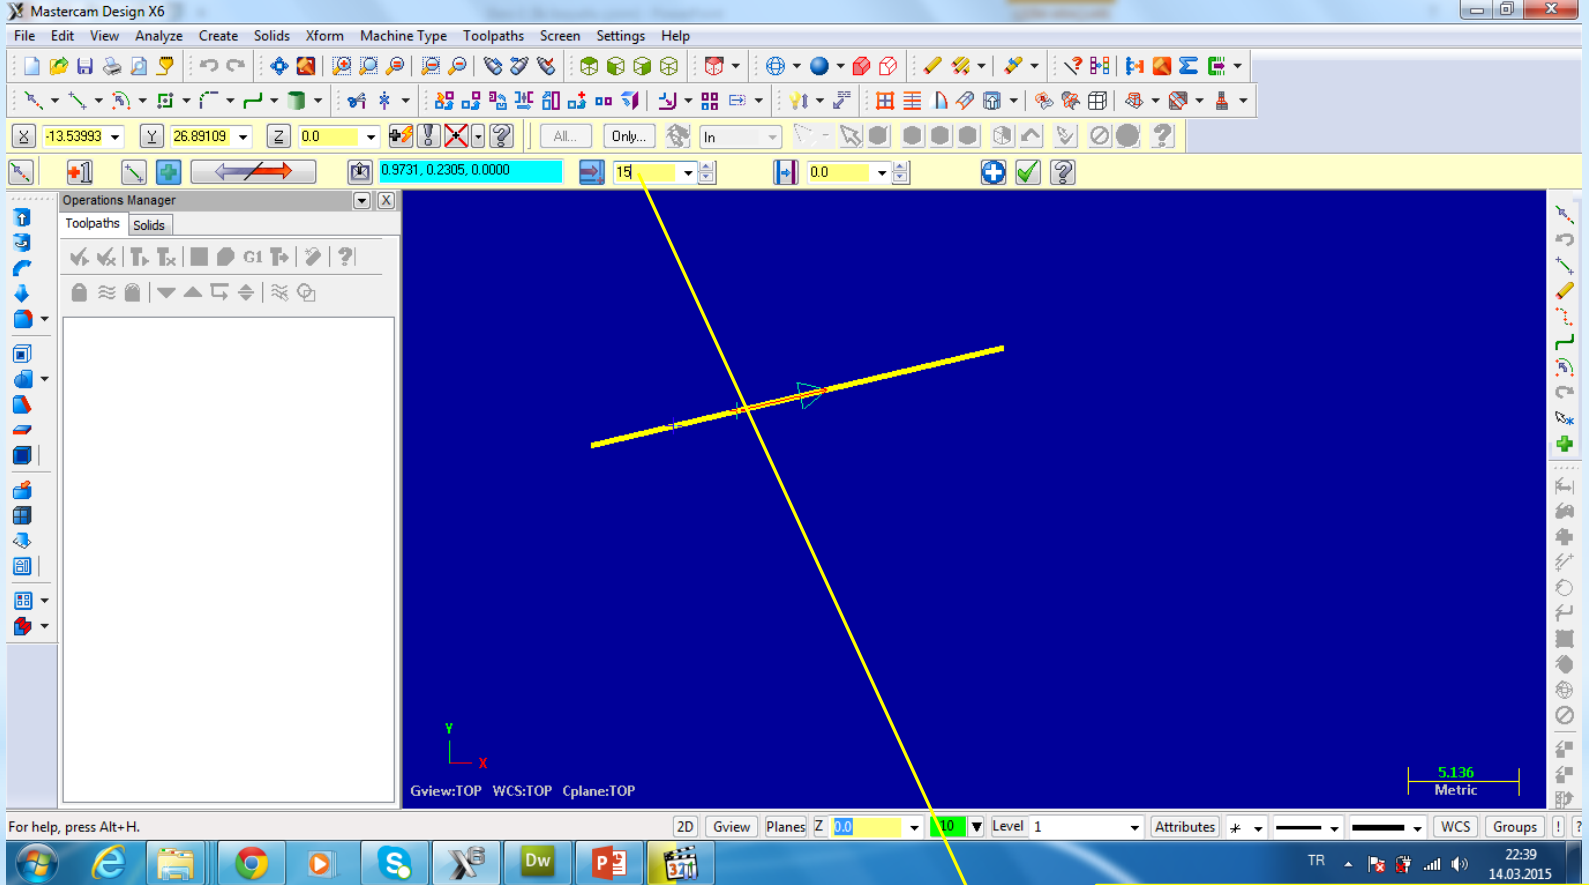 Mastercam Design X6
File Edit View Analyze Create Solids Xform Machine Type Toolpaths Screen Settings Help
X -13.53993 Y 26.89109 Z 0.0 All... Only... In
+1 0.9731, 0.2305, 0.0000 15 0.0
Operations Manager
Toolpaths Solids
G1
Y
X
Gview:TOP WCS:TOP Cplane:TOP
5.136
Metric
For help, press Alt+H.
2D Gview Planes Z 0.0 10 Level 1 Attributes WCS Groups ! ?
Dw
321
TR
22:39
14.03.2015